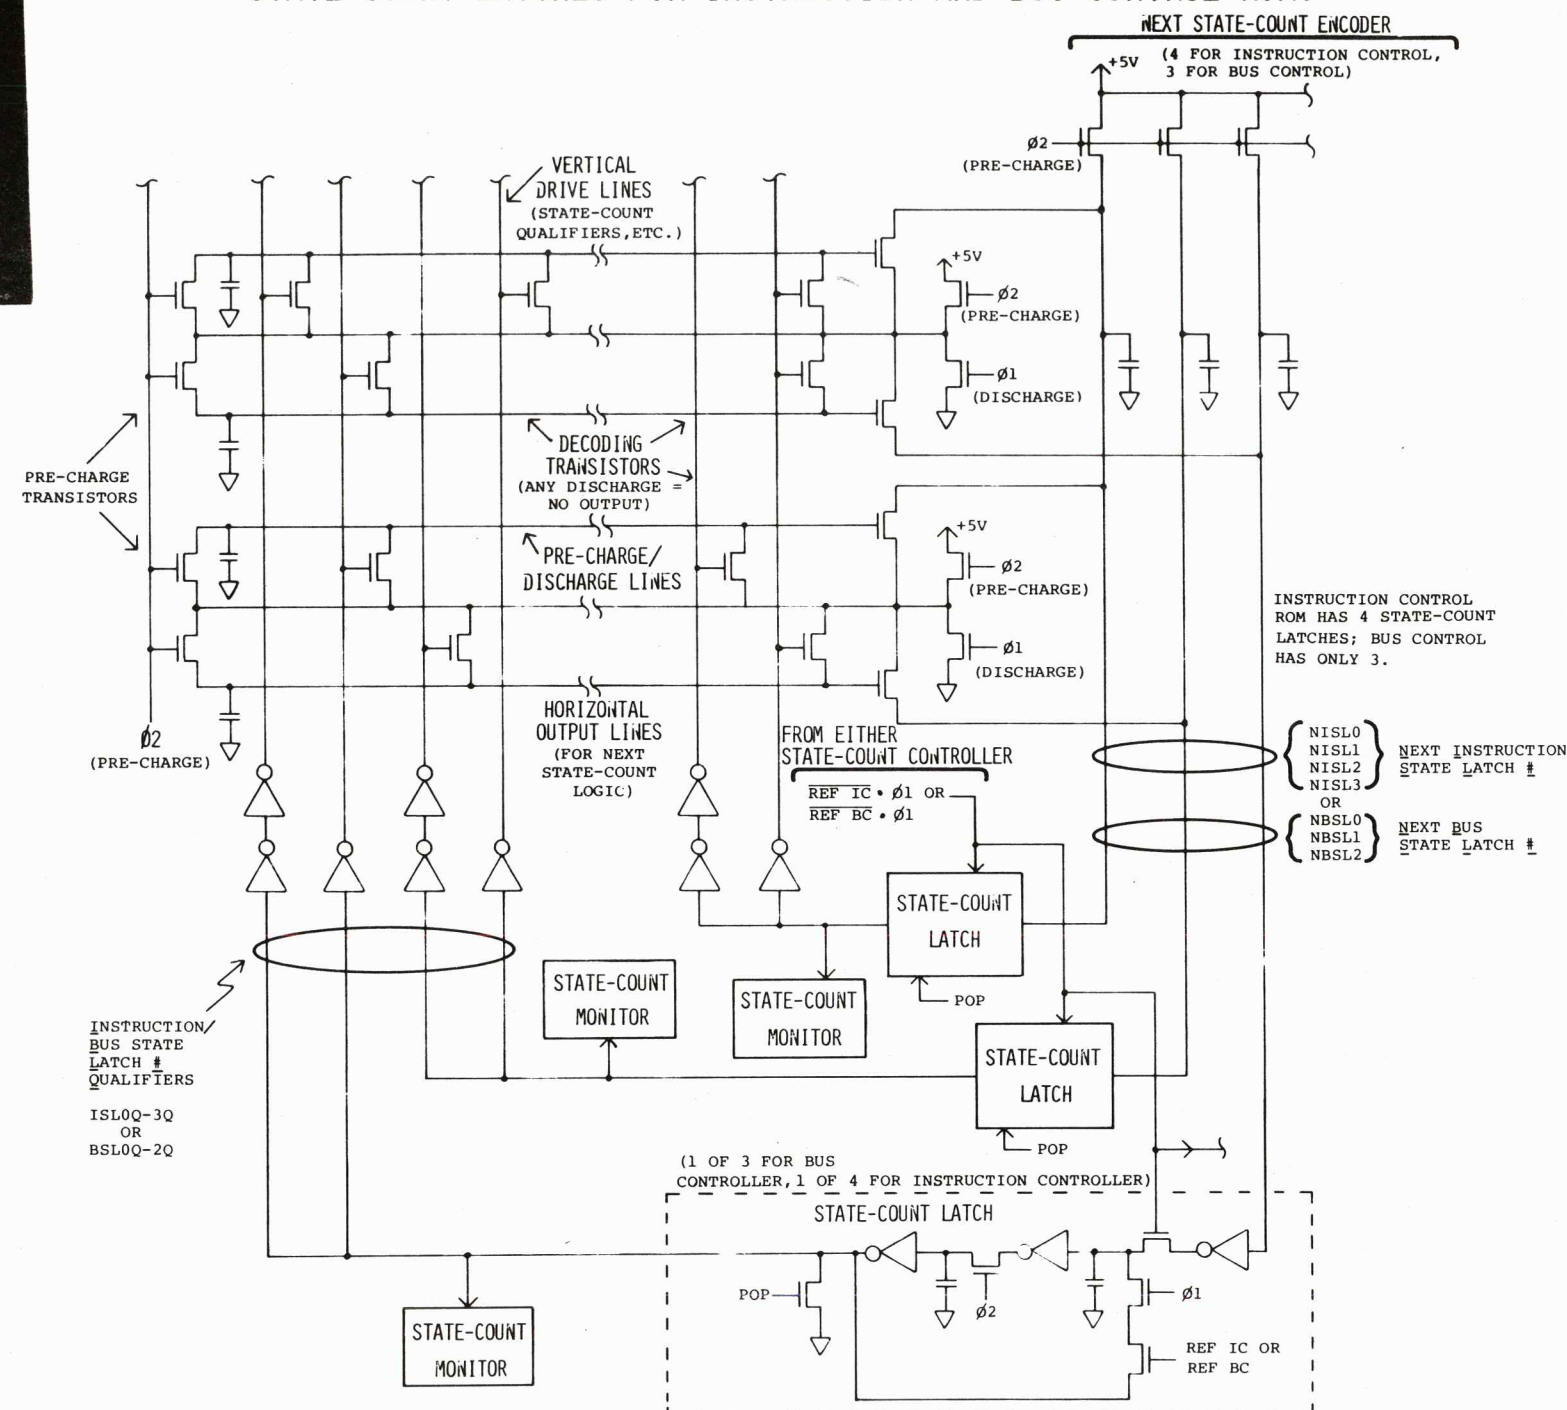 NEXT STATE-COUNT ENCODER
(4 FOR INSTRUCTION CONTROL,
3 FOR BUS CONTROL)
+5V
Ø2
(PRE-CHARGE)
VERTICAL
DRIVE LINES
(STATE-COUNT
QUALIFIERS,ETC.)
+5V
Ø2
(PRE-CHARGE)
Ø1
(DISCHARGE)
PRE-CHARGE
TRANSISTORS
DECODING
TRANSISTORS
(ANY DISCHARGE =
NO OUTPUT)
PRE-CHARGE/
DISCHARGE LINES
+5V
Ø2
(PRE-CHARGE)
Ø1
(DISCHARGE)
INSTRUCTION CONTROL
ROM HAS 4 STATE-COUNT
LATCHES; BUS CONTROL
HAS ONLY 3.
Ø2
(PRE-CHARGE)
HORIZONTAL
OUTPUT LINES
(FOR NEXT
STATE-COUNT
LOGIC)
FROM EITHER
STATE-COUNT CONTROLLER
REF IC • Ø1 OR
REF BC • Ø1
NISL0
NISL1
NISL2
NISL3
NEXT INSTRUCTION
STATE LATCH #
OR
NBSL0
NBSL1
NBSL2
NEXT BUS
STATE LATCH #
STATE-COUNT
LATCH
POP
STATE-COUNT
MONITOR
STATE-COUNT
MONITOR
STATE-COUNT
LATCH
POP
INSTRUCTION/
BUS STATE
LATCH #
QUALIFIERS
ISL0Q-3Q
OR
BSL0Q-2Q
(1 OF 3 FOR BUS
CONTROLLER,1 OF 4 FOR INSTRUCTION CONTROLLER)
STATE-COUNT LATCH
POP
Ø2
Ø1
REF IC OR
REF BC
STATE-COUNT
MONITOR